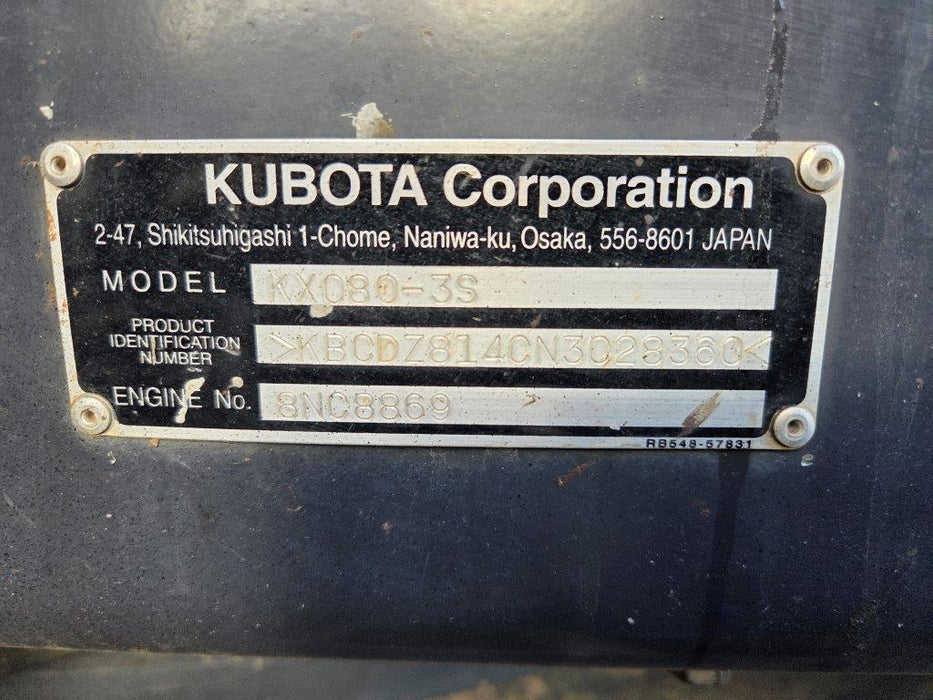 KUBOTA Corporation
2-47, Shikitsuhigashi 1-Chome, Naniwa-ku, Osaka, 556-8601 JAPAN
MODEL KX080-3S
PRODUCT
IDENTIFICATION
NUMBER
>KBCDZ814CN3C28360<
ENGINE No. 8NC8869
RB548-57831